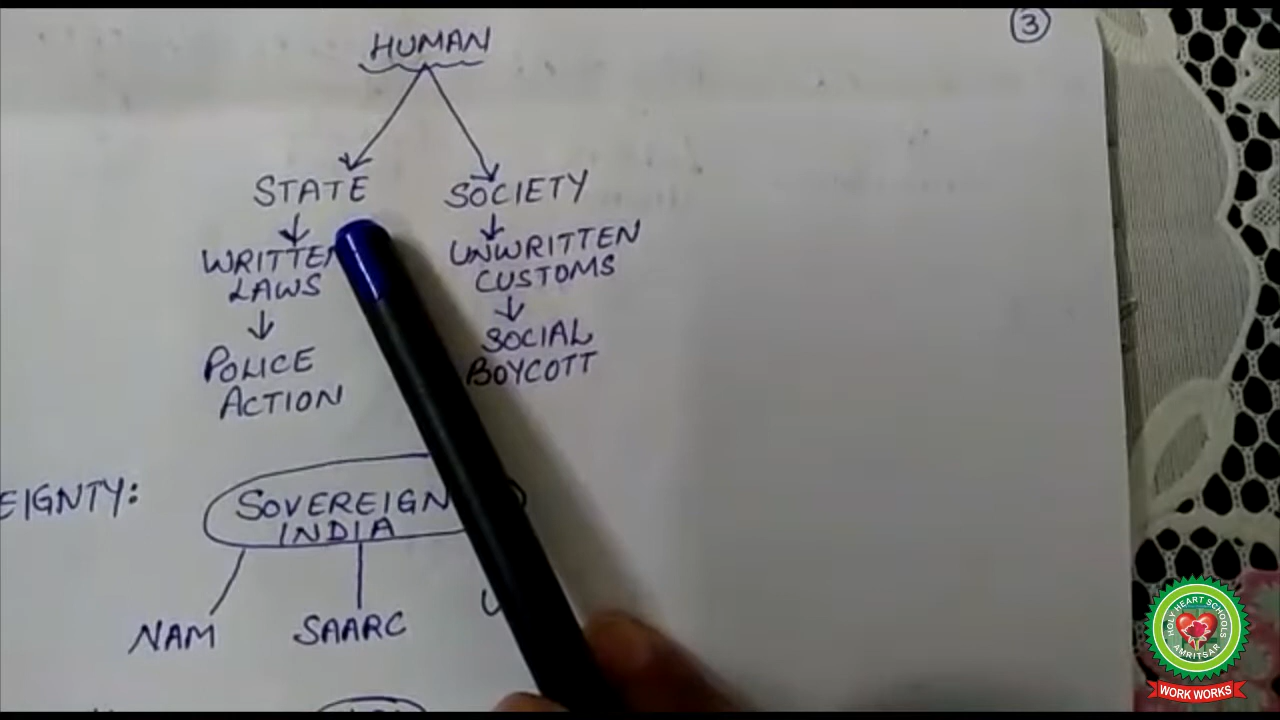 3
HUMAN
STATE
SOCIETY
WRITTEN
LAWS
UNWRITTEN
CUSTOMS
POLICE
ACTION
SOCIAL
BOYCOTT
EIGNTY:
SOVEREIGN
INDIA
NAM
SAARC
U
HOLY HEART SCHOOLS
AMRITSAR
WORK WORKS